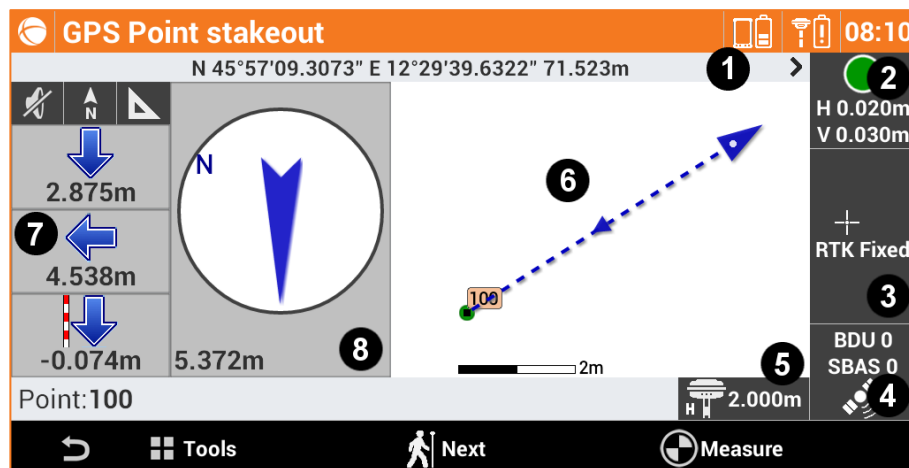 GPS Point stakeout
08:10
N 45°57'09.3073" E 12°29'39.6322" 71.523m
1
2
H 0.020m
V 0.030m
N
2.875m
7
4.538m
-0.074m
N
5.372m
8
6
100
2m
RTK Fixed
3
BDU 0
SBAS 0
4
5
Point:100
H
2.000m
Tools
Next
Measure